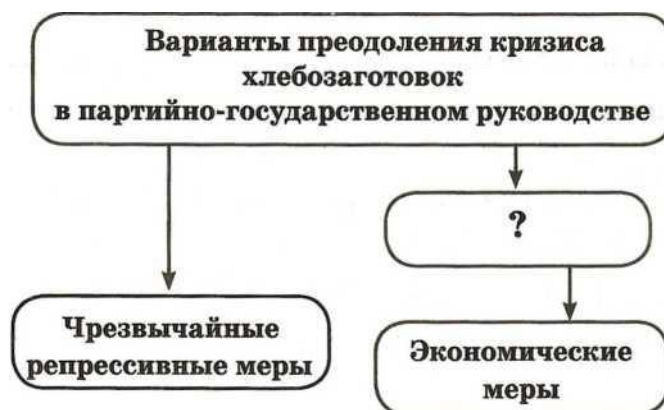 Варианты преодоления кризиса
хлебозаготовок
в партийно-государственном руководстве
?
Чрезвычайные
репрессивные меры
Экономические
меры